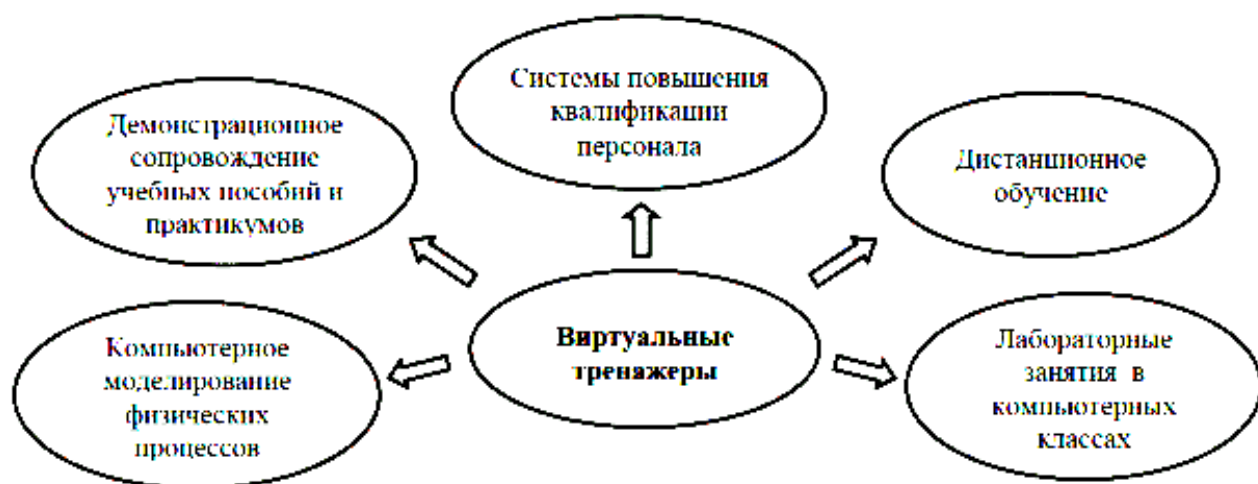 Системы повышения
квалификации
персонала
Демонстрационное
сопровождение
учебных пособий и
практикумов
Дистанционное
обучение
Виртуальные
тренажеры
Компьютерное
моделирование
физических
процессов
Лабораторные
занятия в
компьютерных
классах